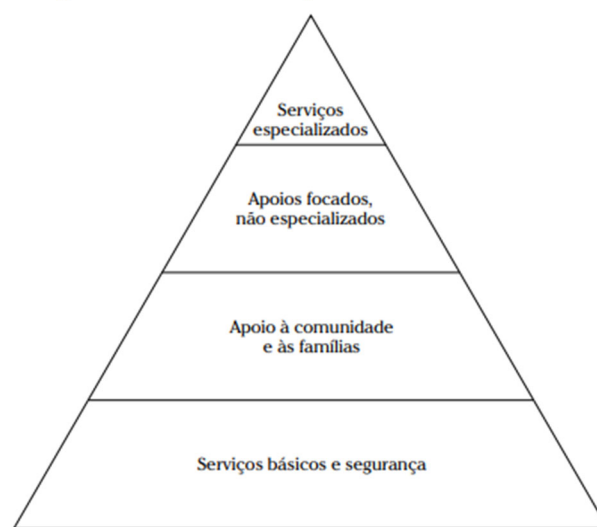 Serviços
especializados
Apoios focados,
não especializados
Apoio à comunidade
e às famílias
Serviços básicos e segurança